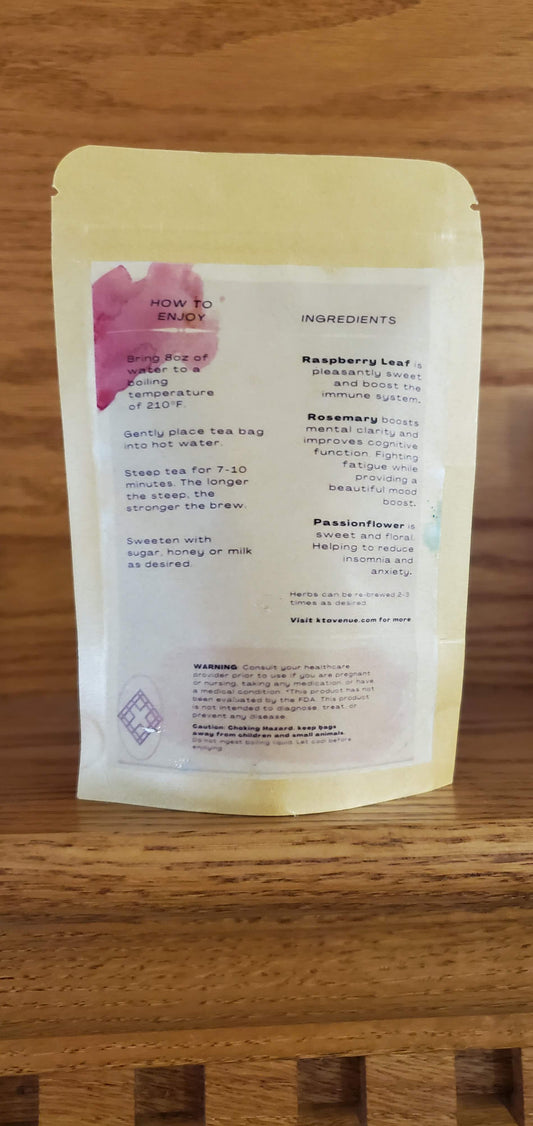 HOW TO
ENJOY
Bring 8oz of
water to a
boiling
temperature
of 210°F.
Gently place tea bag
into hot water.
Steep tea for 7-10
minutes. The longer
the steep, the
stronger the brew.
Sweeten with
sugar, honey or milk
as desired.
INGREDIENTS
Raspberry Leaf is
pleasantly sweet
and boost the
immune system.
Rosemary boosts
mental clarity and
improves cognitive
function. Fighting
fatigue while
providing a
beautiful mood
boost.
Passionflower is
sweet and floral.
Helping to reduce
insomnia and
anxiety.
Herbs can be re-brewed 2-3
times as desired.
Visit ktovenue.com for more
WARNING: Consult your healthcare
provider prior to use if you are pregnant
or nursing, taking any medication or have
a medical condition. *This product has not
been evaluated by the FDA. This product
is not intended to diagnose, treat, or
prevent any disease.
Caution: Choking Hazard, keep bags
away from children and small animals.
Do not ingest boiling liquid. Let cool before
enjoying.